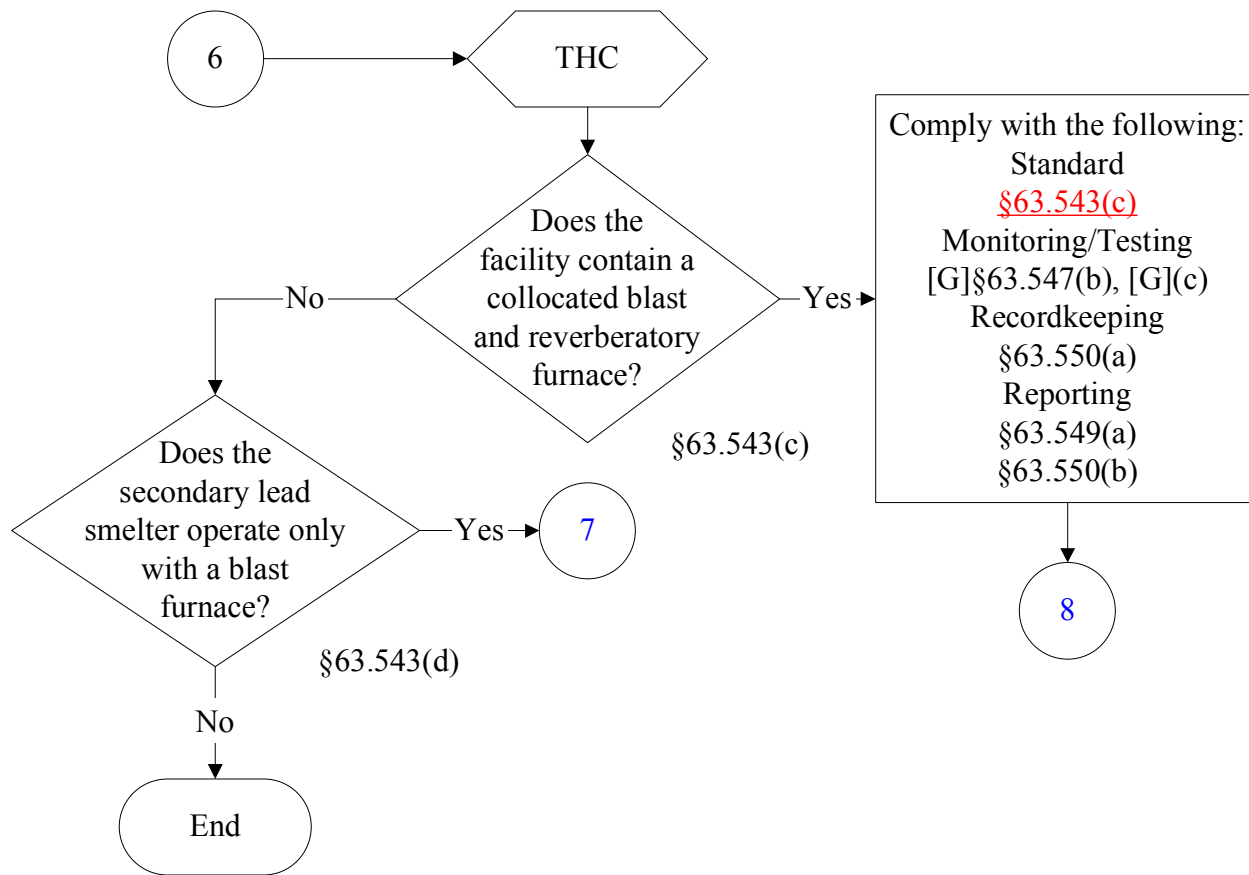 6
THC
Does the
facility contain a
collocated blast
and reverberatory
furnace?
No
Yes
§63.543(c)
Comply with the following:
Standard
§63.543(c)
Monitoring/Testing
[G]§63.547(b), [G](c)
Recordkeeping
§63.550(a)
Reporting
§63.549(a)
§63.550(b)
8
Does the
secondary lead
smelter operate only
with a blast
furnace?
Yes
7
§63.543(d)
No
End